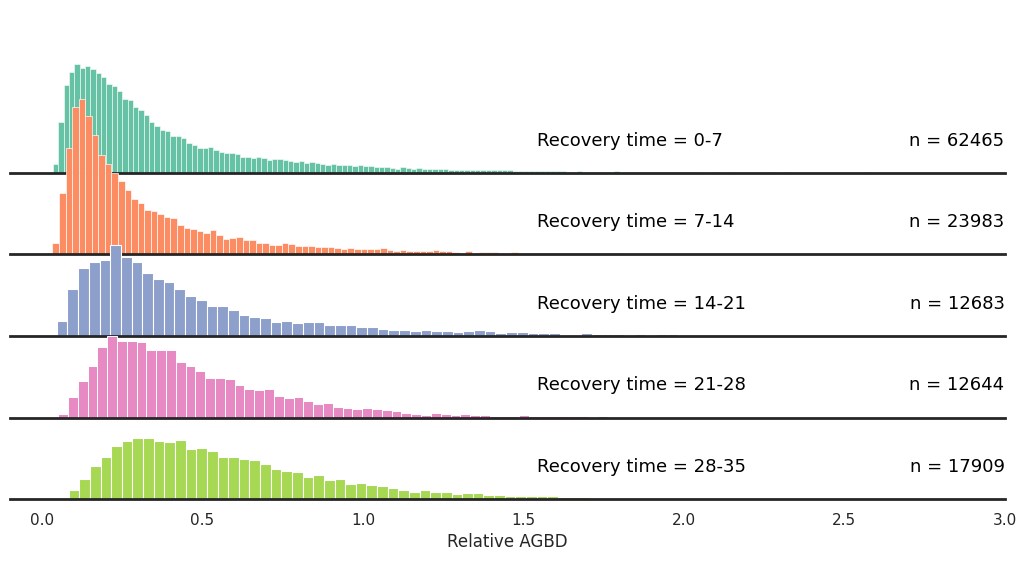 Recovery time = 0-7 n = 62465
Recovery time = 7-14 n = 23983
Recovery time = 14-21 n = 12683
Recovery time = 21-28 n = 12644
Recovery time = 28-35 n = 17909
0.0 0.5 1.0 1.5 2.0 2.5 3.0
Relative AGBD